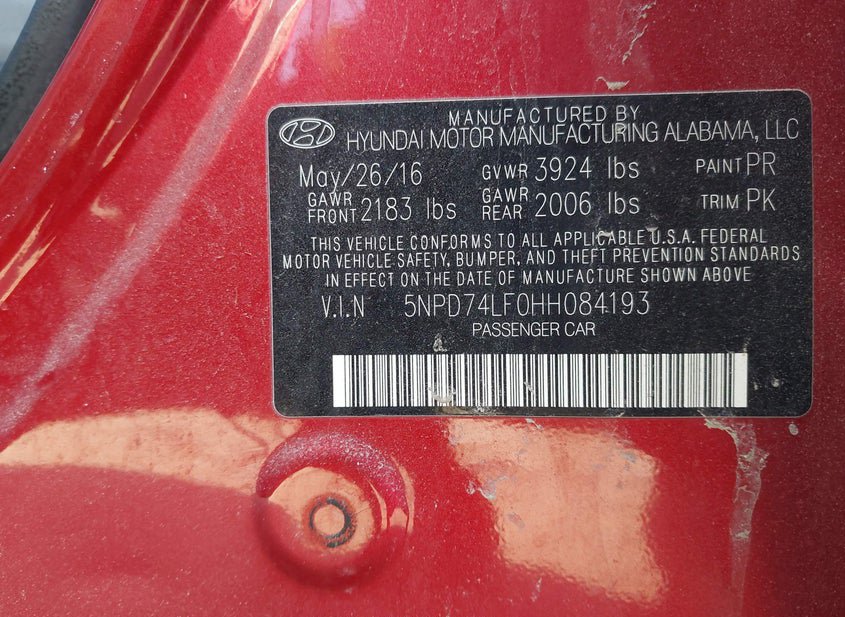 MANUFACTURED BY
HYUNDAI MOTOR MANUFACTURING ALABAMA, LLC
May/26/16 GVWR 3924 lbs PAINT PR
GAWR FRONT 2183 lbs GAWR REAR 2006 lbs TRIM PK
THIS VEHICLE CONFORMS TO ALL APPLICABLE U.S.A. FEDERAL
MOTOR VEHICLE SAFETY, BUMPER, AND THEFT PREVENTION STANDARDS
IN EFFECT ON THE DATE OF MANUFACTURE SHOWN ABOVE
V.I.N 5NPD74LF0HH084193
PASSENGER CAR